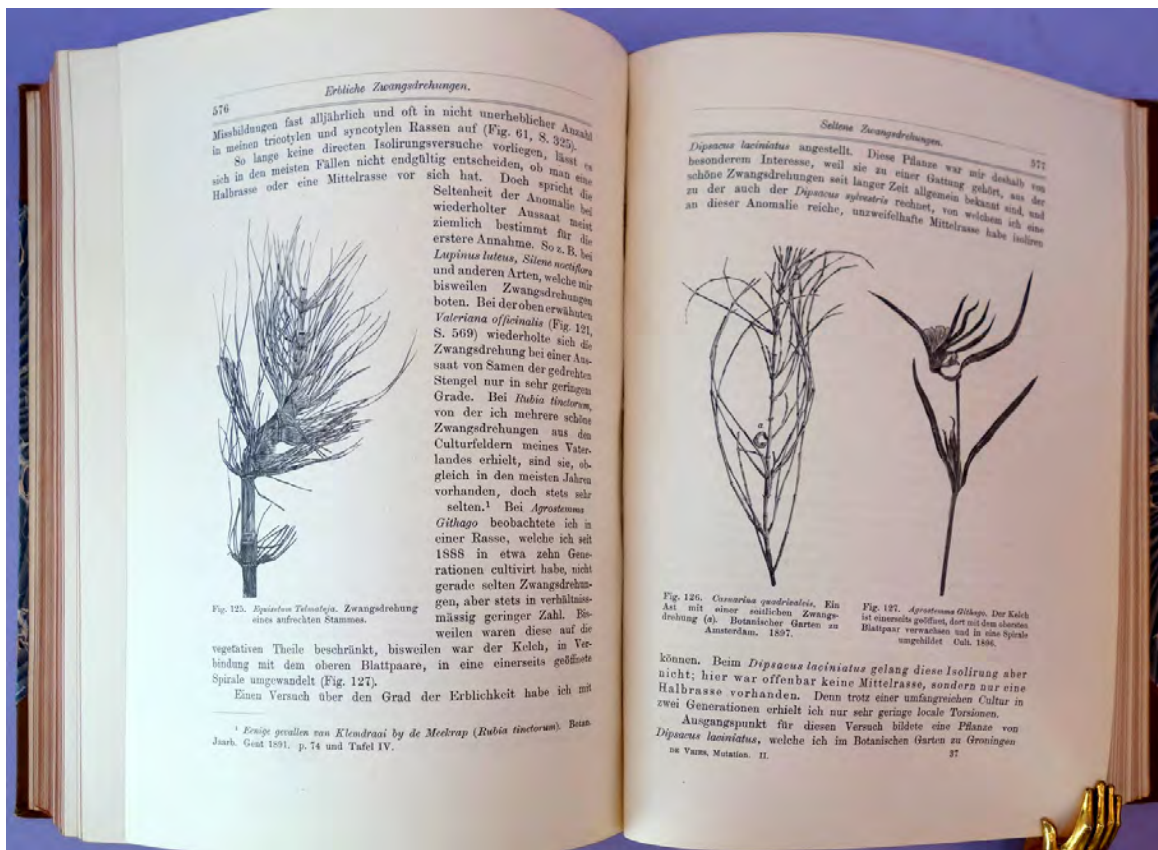 576
Erbliche Zwangsdrehungen.
Missbildungen fast alljährlich und oft in nicht unerheblicher Anzahl
in meinen tricotylen und syncotylen Rassen auf (Fig. 61, S. 325).
So lange keine directen Isolirungsversuche vorliegen, lässt es
sich in den meisten Fällen nicht endgültig entscheiden, ob man eine
Halbrasse oder eine Mittelrasse vor sich hat. Doch spricht die
Seltenheit der Anomalie bei
wiederholter Aussaat meist
ziemlich bestimmt für die
erstere Annahme. So z. B. bei
Lupinus luteus, Silene noctiflora
und anderen Arten, welche mir
bisweilen Zwangsdrehungen
boten. Bei der oben erwähnten
Valeriana officinalis (Fig. 121,
S. 569) wiederholte sich die
Zwangsdrehung bei einer Aus-
saat von Samen der gedrehten
Stengel nur in sehr geringem
Grade. Bei Rubia tinctorum,
von der ich mehrere schöne
Zwangsdrehungen aus den
Culturfeldern meines Vater-
landes erhielt, sind sie, ob-
gleich in den meisten Jahren
vorhanden, doch stets sehr
selten.¹ Bei Agrostemma
Githago beobachtete ich in
einer Rasse, welche ich seit
1888 in etwa zehn Gene-
rationen cultivirt habe, nicht
gerade selten Zwangsdrehun-
gen, aber stets in verhältniss-
mässig geringer Zahl. Bis-
weilen waren diese auf die
Fig. 125. Equisetum Telmateja. Zwangsdrehung
eines aufrechten Stammes.
vegetativen Theile beschränkt, bisweilen war der Kelch, in Ver-
bindung mit dem oberen Blattpaare, in eine einerseits geöffnete
Spirale umgewandelt (Fig. 127).
Einen Versuch über den Grad der Erblichkeit habe ich mit
¹ Eenige gevallen van Klemdraai by de Meekrap (Rubia tinctorum). Botan.
Jaarb. Gent 1891. p. 74 und Tafel IV.
Seltene Zwangsdrehungen.
577
Dipsacus laciniatus angestellt. Diese Pflanze war mir deshalb von
besonderem Interesse, weil sie zu einer Gattung gehört, aus der
schöne Zwangsdrehungen seit langer Zeit allgemein bekannt sind, und
zu der auch der Dipsacus sylvestris rechnet, von welchem ich eine
an dieser Anomalie reiche, unzweifelhafte Mittelrasse habe isoliren
a
Fig. 126. Casuarina quadrivalvis. Ein
Ast mit einer seitlichen Zwangs-
drehung (a). Botanischer Garten zu
Amsterdam. 1897.
Fig. 127. Agrostemma Githago. Der Kelch
ist einerseits geöffnet, dort mit dem obersten
Blattpaar verwachsen und in eine Spirale
umgebildet Cult. 1896.
können. Beim Dipsacus laciniatus gelang diese Isolirung aber
nicht; hier war offenbar keine Mittelrasse, sondern nur eine
Halbrasse vorhanden. Denn trotz einer umfangreichen Cultur in
zwei Generationen erhielt ich nur sehr geringe locale Torsionen.
Ausgangspunkt für diesen Versuch bildete eine Pflanze von
Dipsacus laciniatus, welche ich im Botanischen Garten zu Groningen
DE VRIES, Mutation. II.
37